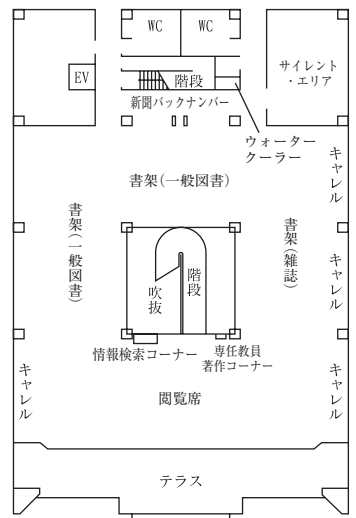 WC
WC
EV
階段
サイレント
・エリア
新聞バックナンバー
ウォーター
クーラー
キャレル
書架(一般図書)
書架(一般図書)
書架(雑誌)
階段
吹抜
キャレル
情報検索コーナー
専任教員
著作コーナー
キャレル
キャレル
閲覧席
テラス